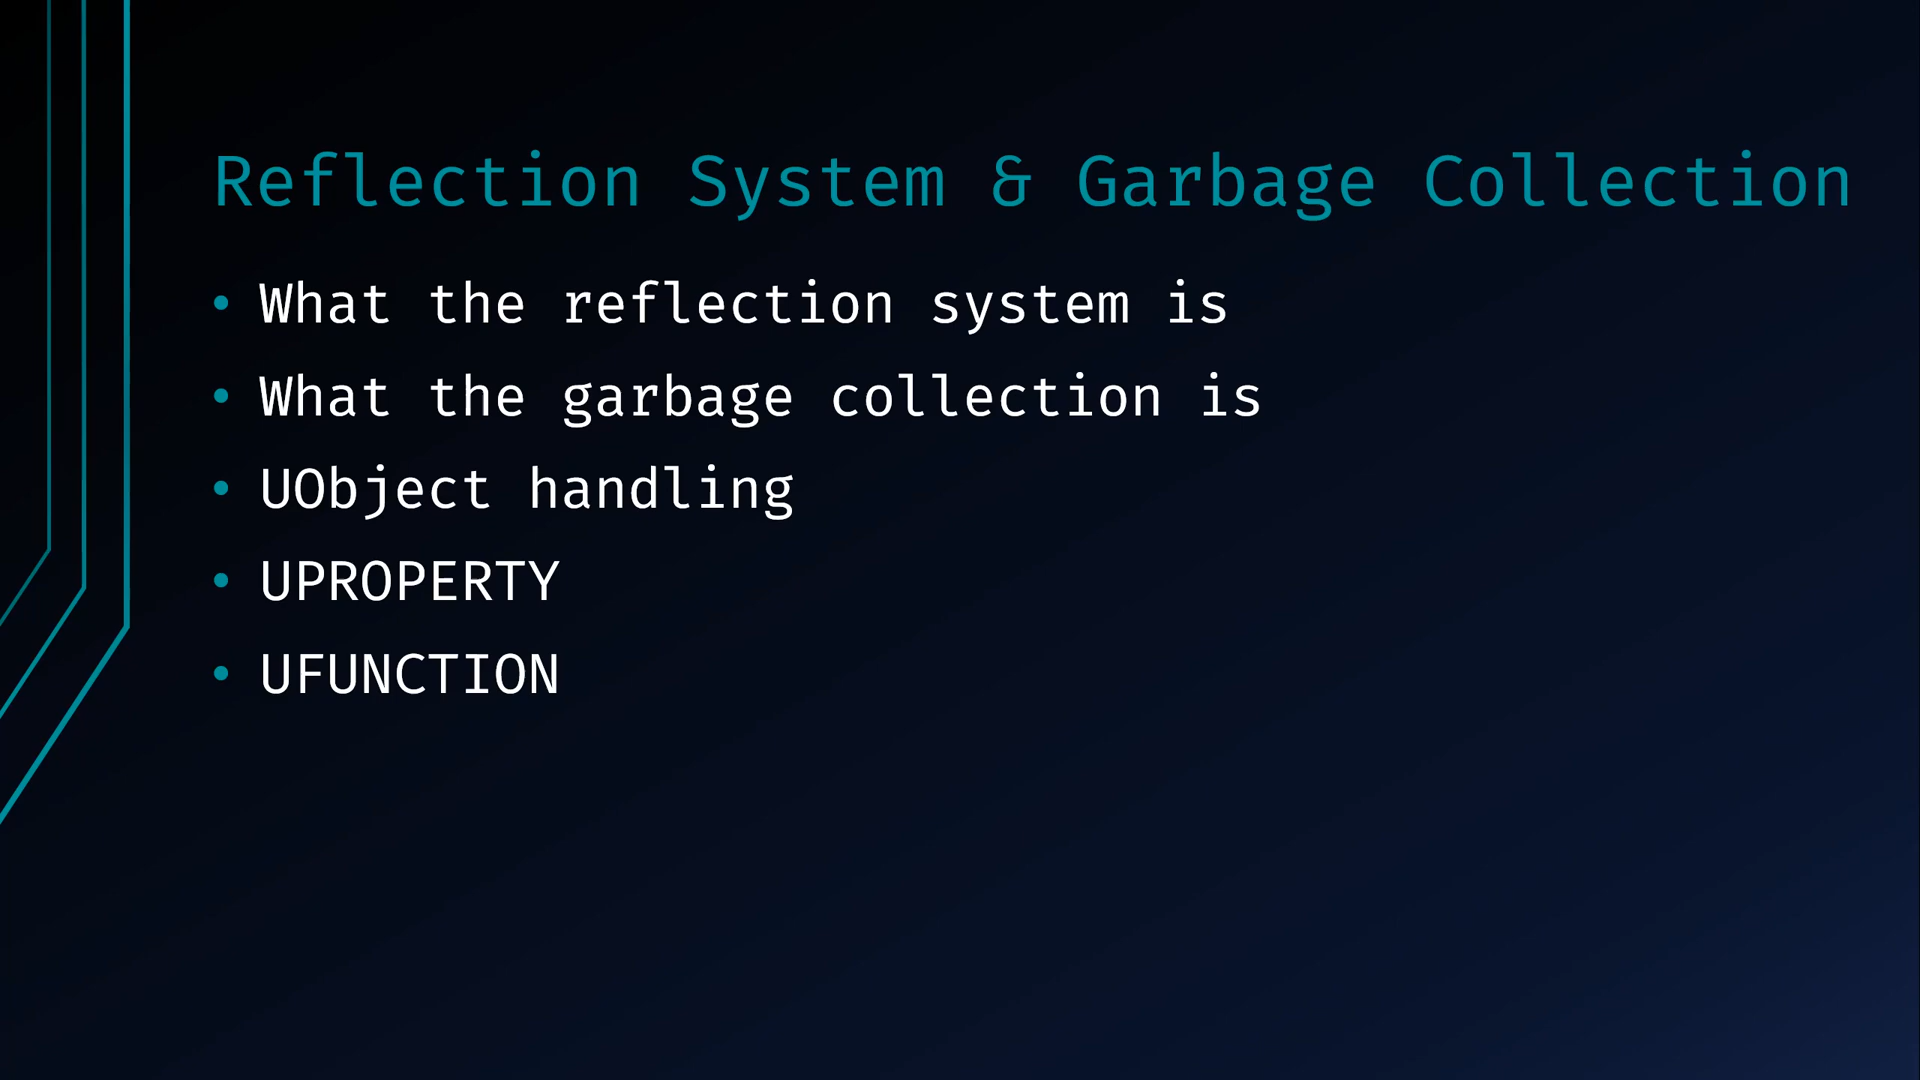 Reflection System & Garbage Collection
• What the reflection system is
• What the garbage collection is
• UObject handling
• UPROPERTY
• UFUNCTION